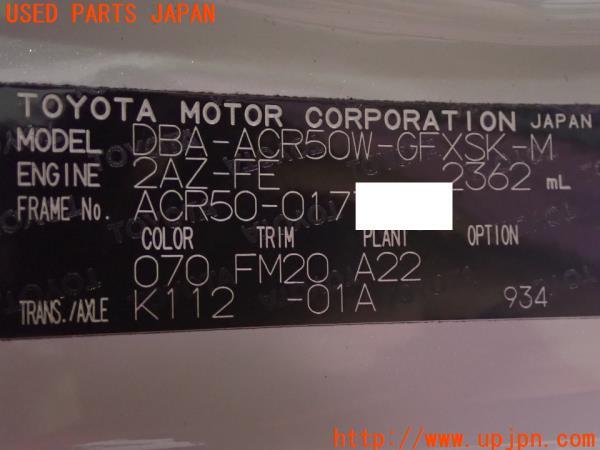 USED PARTS JAPAN
TOYOTA MOTOR CORPORATION JAPAN
MODEL DBA-ACR50W-GFXSK-M
ENGINE 2AZ-FE 2362 mL
FRAME No. ACR50-017
COLOR TRIM PLANT OPTION
070 FM20 A22
TRANS./AXLE K112 -01A 934
http://www.upjpn.com/